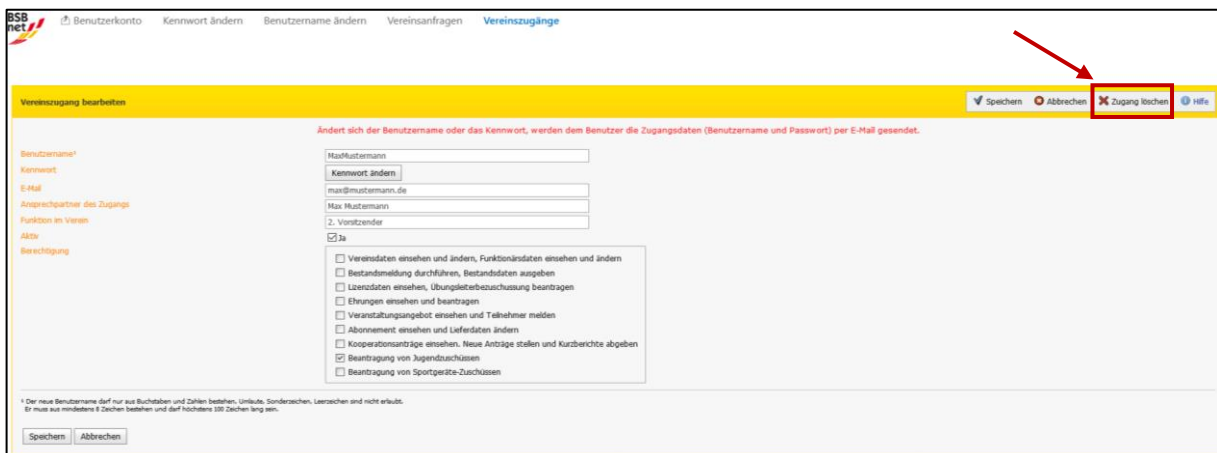 BSB net
Benutzerkonto Kennwort ändern Benutzername ändern Vereinsanfragen Vereinszugänge
Vereinszugang bearbeiten Speichern Abbrechen Zugang löschen Hilfe
Ändert sich der Benutzername oder das Kennwort, werden dem Benutzer die Zugangsdaten (Benutzername und Passwort) per E-Mail gesendet.
Benutzername¹ MaxMustermann
Kennwort Kennwort ändern
E-Mail max@mustermann.de
Ansprechpartner des Zugangs Max Mustermann
Funktion im Verein 2. Vorsitzender
Aktiv Ja
Berechtigung
Vereinsdaten einsehen und ändern, Funktionärsdaten einsehen und ändern
Bestandsmeldung durchführen, Bestandsdaten ausgeben
Lizenzdaten einsehen, Übungsleiterbezuschussung beantragen
Ehrungen einsehen und beantragen
Veranstaltungsangebot einsehen und Teilnehmer melden
Abonnement einsehen und Lieferdaten ändern
Kooperationsanträge einsehen. Neue Anträge stellen und Kurzberichte abgeben
Beantragung von Jugendzuschüssen
Beantragung von Sportgeräte-Zuschüssen
¹ Der neue Benutzername darf nur aus Buchstaben und Zahlen bestehen. Umlaute, Sonderzeichen, Leerzeichen sind nicht erlaubt.
Er muss aus mindestens 8 Zeichen bestehen und darf höchstens 100 Zeichen lang sein.
Speichern Abbrechen